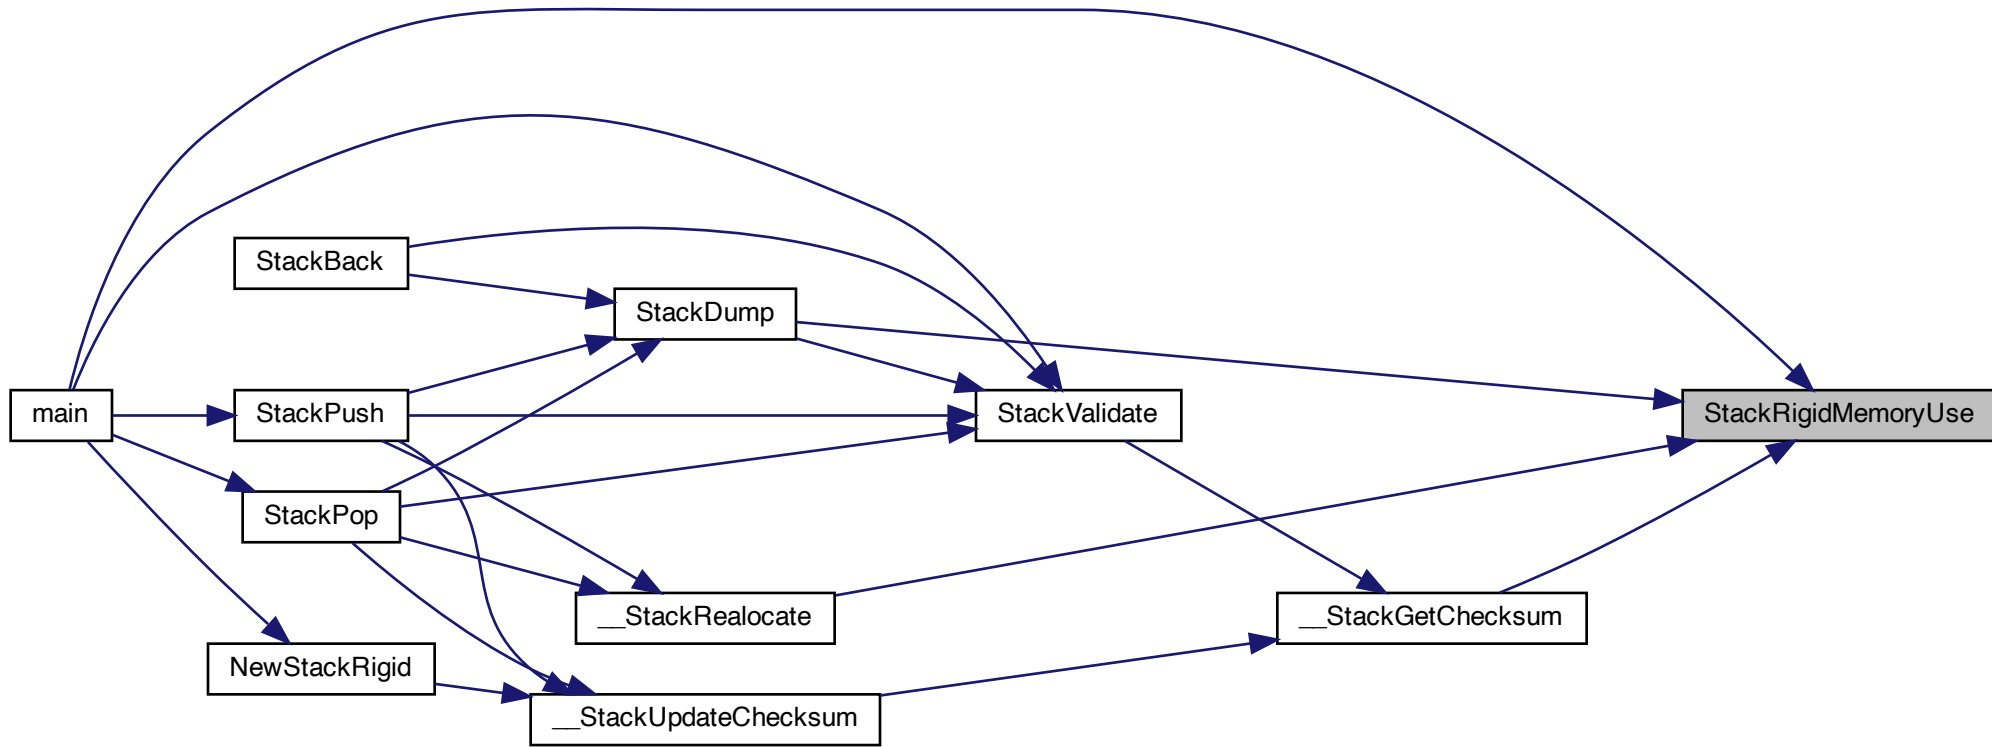 StackBack
StackDump
main
StackPush
StackValidate
StackRigidMemoryUse
StackPop
__StackRealocate
__StackGetChecksum
NewStackRigid
__StackUpdateChecksum